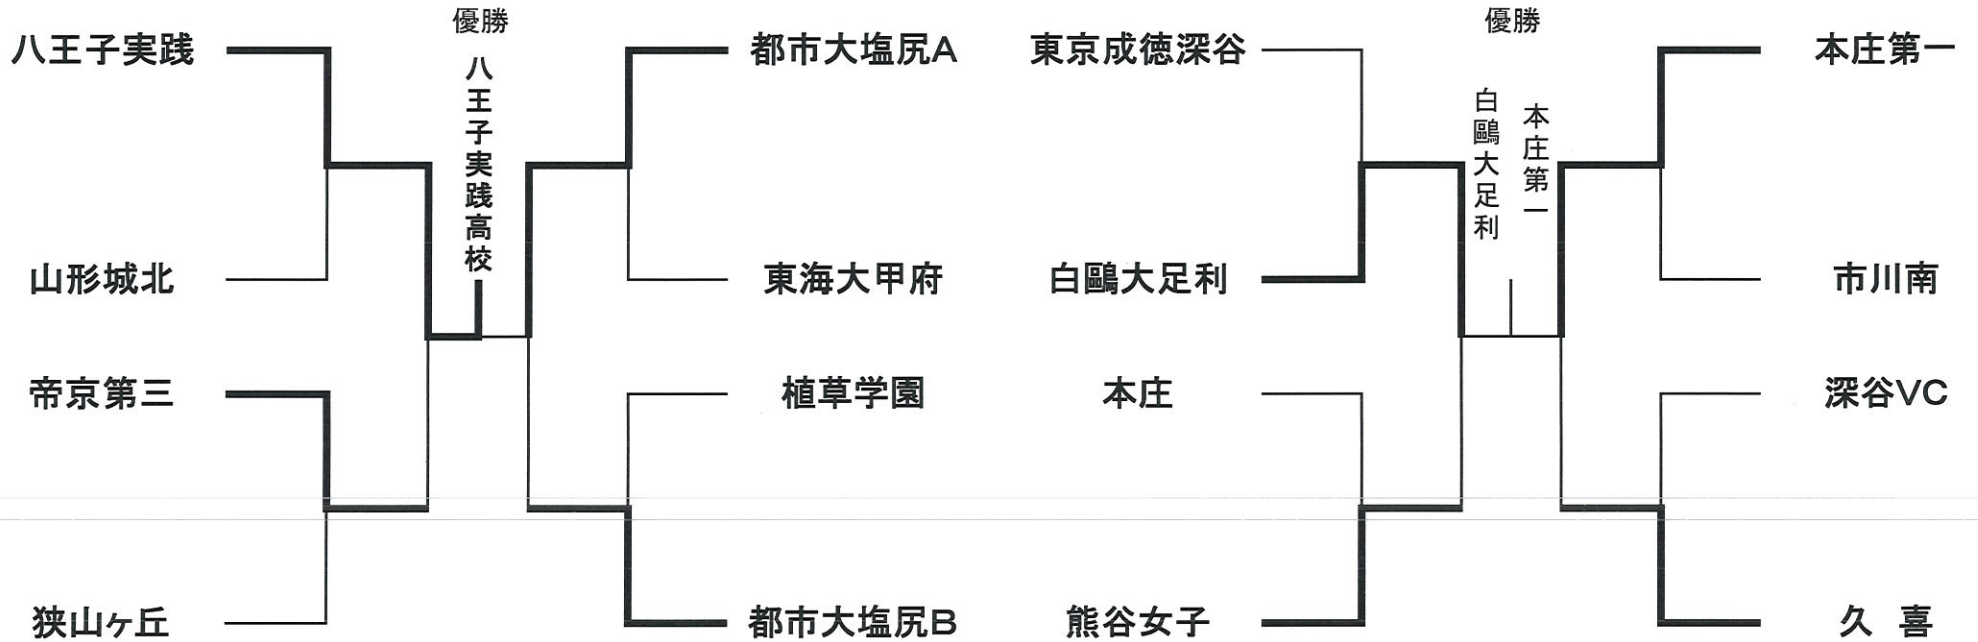 優勝
八王子実践高校
八王子実践
山形城北
帝京第三
狭山ヶ丘
都市大塩尻A
東海大甲府
植草学園
都市大塩尻B
優勝
白鷗大足利
本庄第一
東京成徳深谷
白鷗大足利
本庄
熊谷女子
本庄第一
市川南
深谷VC
久喜